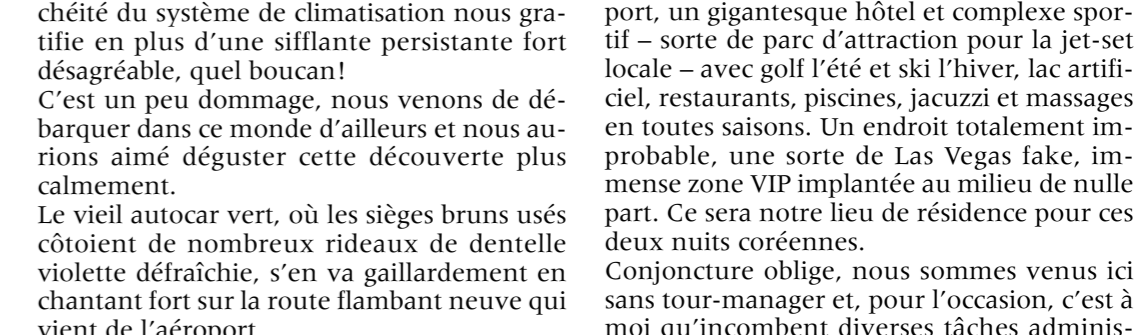 chéité du système de climatisation nous gra-
tifie en plus d’une sifflante persistante fort
désagréable, quel boucan!
C’est un peu dommage, nous venons de dé-
barquer dans ce monde d’ailleurs et nous au-
rions aimé déguster cette découverte plus
calmement.
Le vieil autocar vert, où les sièges bruns usés
côtoient de nombreux rideaux de dentelle
violette défraîchie, s’en va gaillardement en
chantant fort sur la route flambant neuve qui
vient de l’aéroport
port, un gigantesque hôtel et complexe spor-
tif – sorte de parc d’attraction pour la jet-set
locale – avec golf l’été et ski l’hiver, lac artifi-
ciel, restaurants, piscines, jacuzzi et massages
en toutes saisons. Un endroit totalement im-
probable, une sorte de Las Vegas fake, im-
mense zone VIP implantée au milieu de nulle
part. Ce sera notre lieu de résidence pour ces
deux nuits coréennes.
Conjoncture oblige, nous sommes venus ici
sans tour-manager et, pour l’occasion, c’est à
moi qu’incombent diverses tâches adminis-